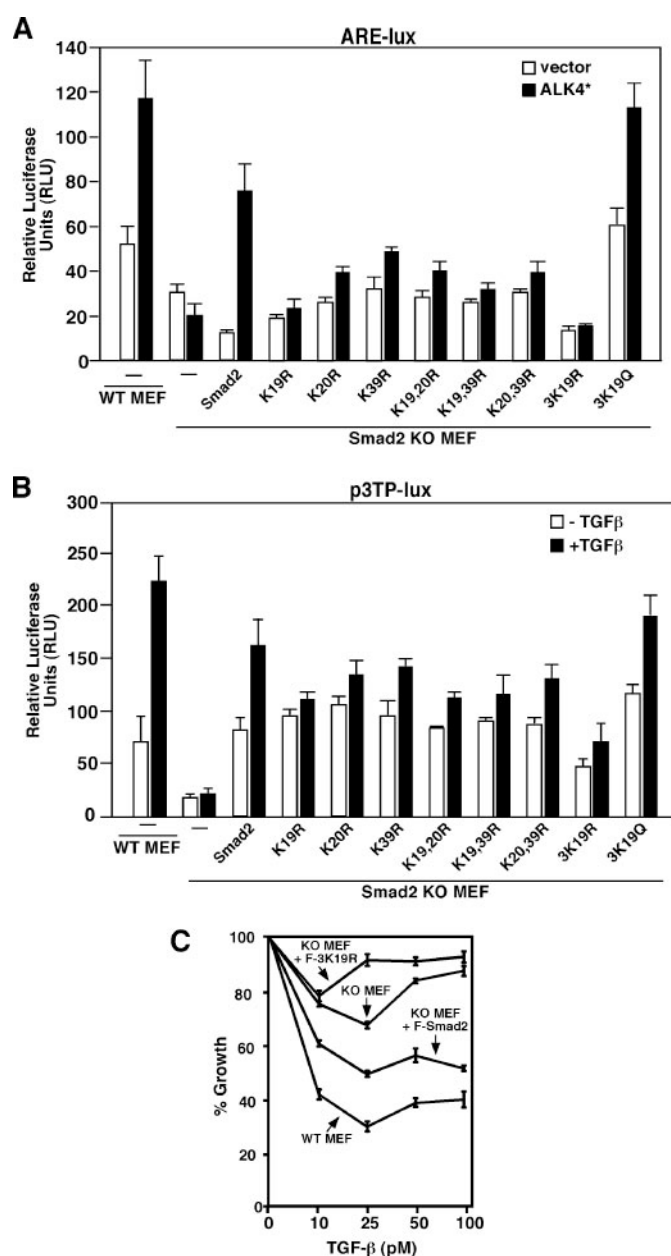 A
ARE-lux
140
120
100
80
60
40
20
0
Relative Luciferase
Units (RLU)
vector
ALK4*
—
—
Smad2
K19R
K20R
K39R
K19,20R
K19,39R
K20,39R
3K19R
3K19Q
WT MEF
Smad2 KO MEF
B
p3TP-lux
300
250
200
150
100
50
0
Relative Luciferase
Units (RLU)
- TGFβ
+TGFβ
—
—
Smad2
K19R
K20R
K39R
K19,20R
K19,39R
K20,39R
3K19R
3K19Q
WT MEF
Smad2 KO MEF
C
100
80
60
40
20
0
% Growth
KO MEF
+ F-3K19R
KO MEF
KO MEF
+ F-Smad2
WT MEF
0 10 25 50 100
TGF-β (pM)